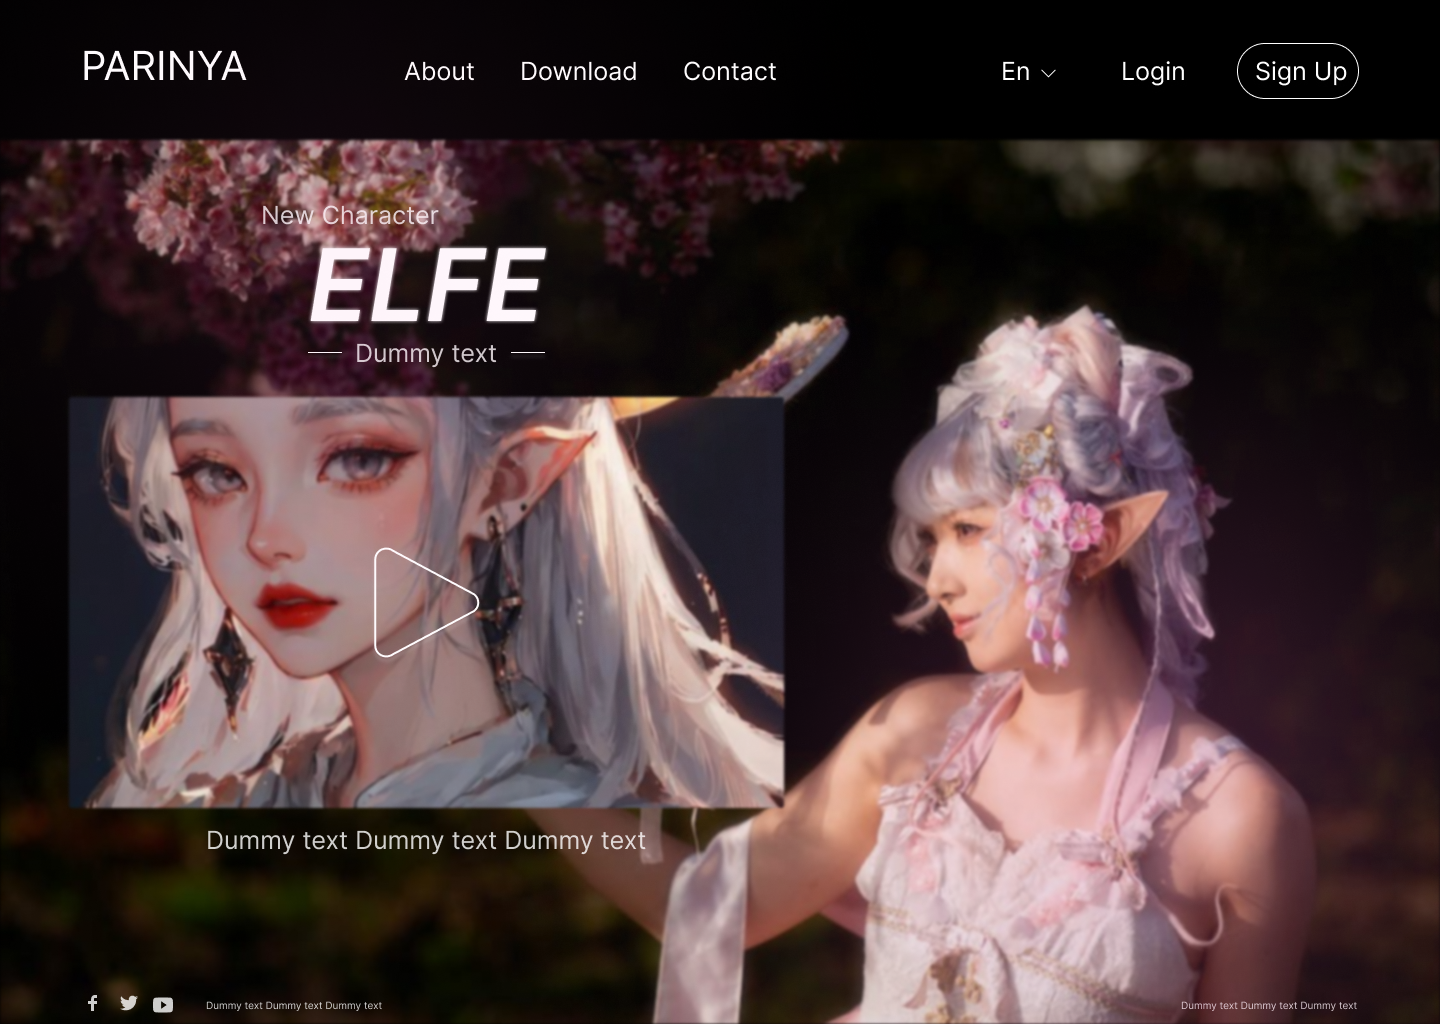 PARINYA About Download Contact En Login Sign Up
New Character
ELFE
Dummy text
Dummy text Dummy text Dummy text
Dummy text Dummy text Dummy text Dummy text Dummy text Dummy text